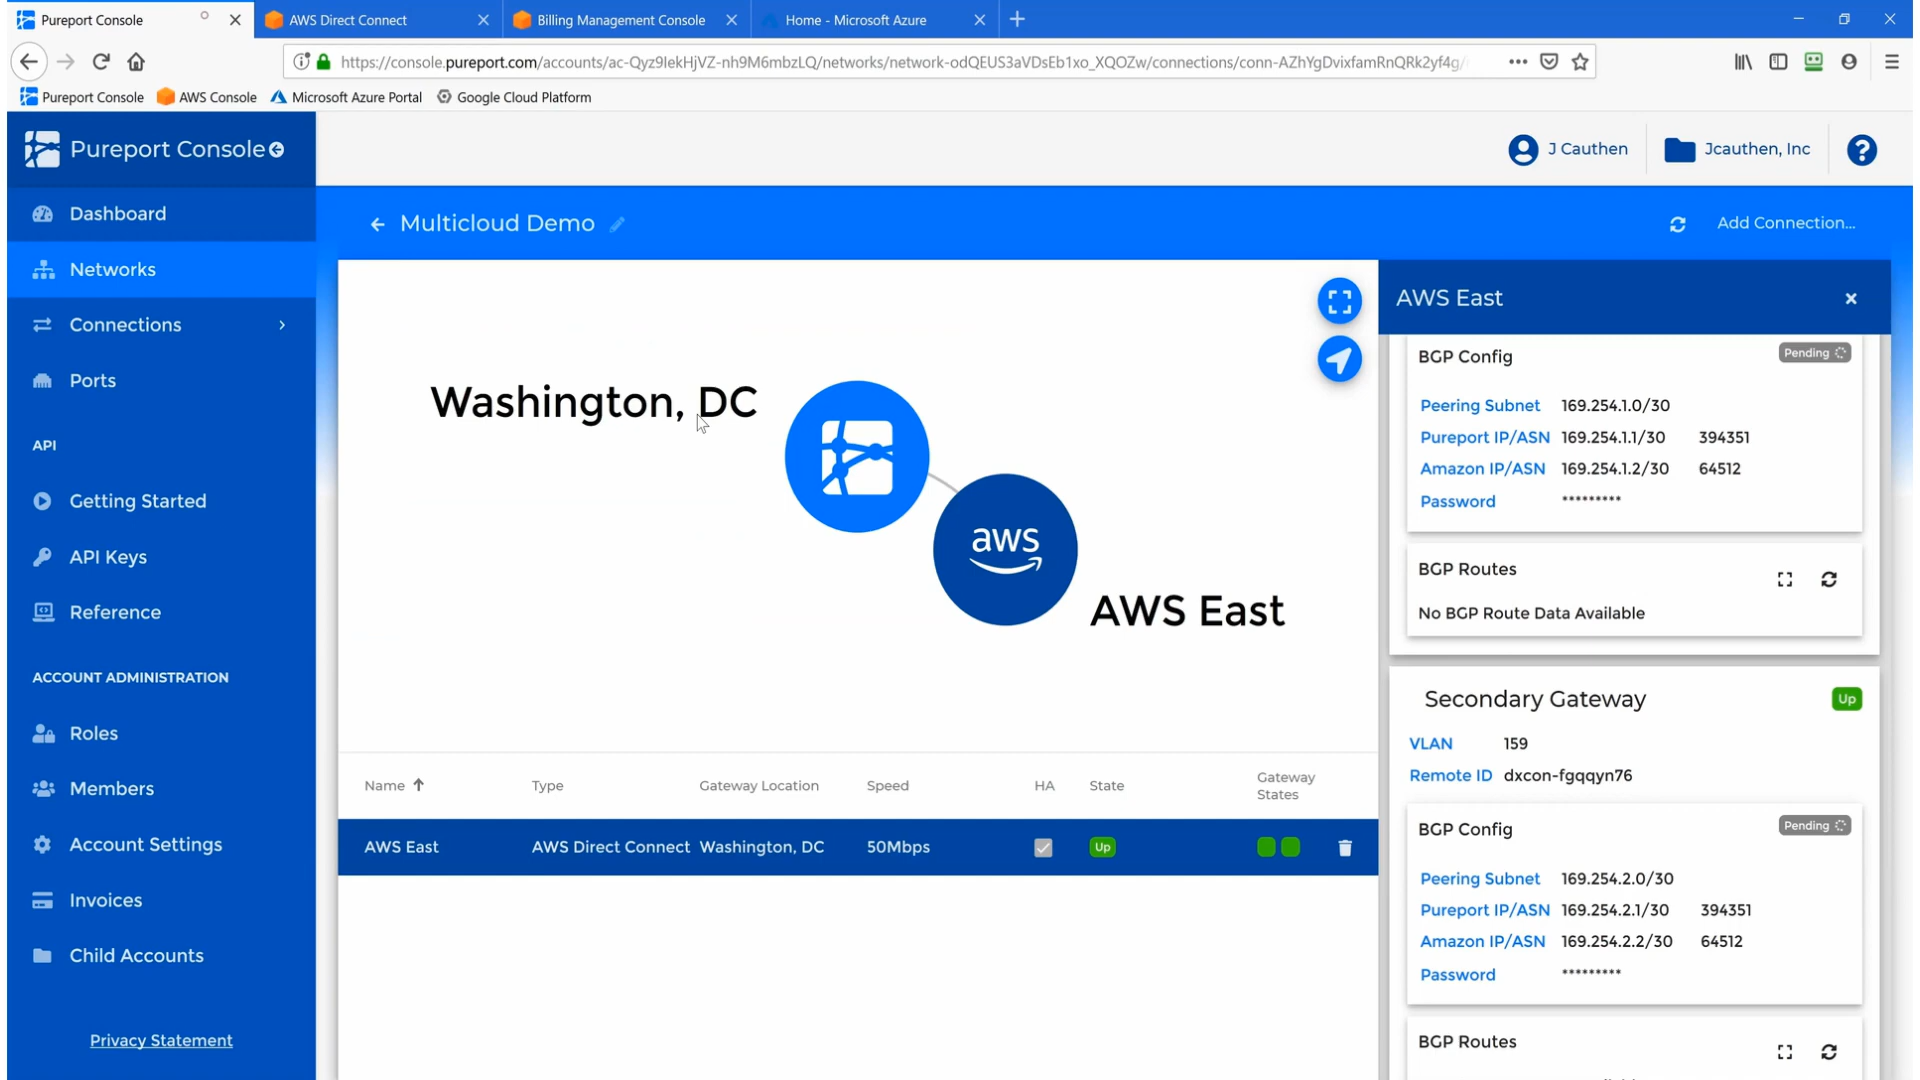 Pureport Console
AWS Direct Connect
Billing Management Console
Home - Microsoft Azure
https://console.pureport.com/accounts/ac-Qyz9lekHjVZ-nh9M6mbzLQ/networks/network-odQEUS3aVDsEb1xo_XQOZw/connections/conn-AZhYgDvixfamRnQRk2yf4g/
Pureport Console
AWS Console
Microsoft Azure Portal
Google Cloud Platform
Pureport Console
J Cauthen
Jcauthen, Inc
Dashboard
Networks
Connections
Ports
API
Getting Started
API Keys
Reference
ACCOUNT ADMINISTRATION
Roles
Members
Account Settings
Invoices
Child Accounts
Privacy Statement
Multicloud Demo
Add Connection...
Washington, DC
aws
AWS East
Name Type Gateway Location Speed HA State Gateway
States
AWS East AWS Direct Connect Washington, DC 50Mbps Up
AWS East
BGP Config Pending
Peering Subnet 169.254.1.0/30
Pureport IP/ASN 169.254.1.1/30 394351
Amazon IP/ASN 169.254.1.2/30 64512
Password *********
BGP Routes
No BGP Route Data Available
Secondary Gateway Up
VLAN 159
Remote ID dxcon-fgqqyn76
BGP Config Pending
Peering Subnet 169.254.2.0/30
Pureport IP/ASN 169.254.2.1/30 394351
Amazon IP/ASN 169.254.2.2/30 64512
Password *********
BGP Routes